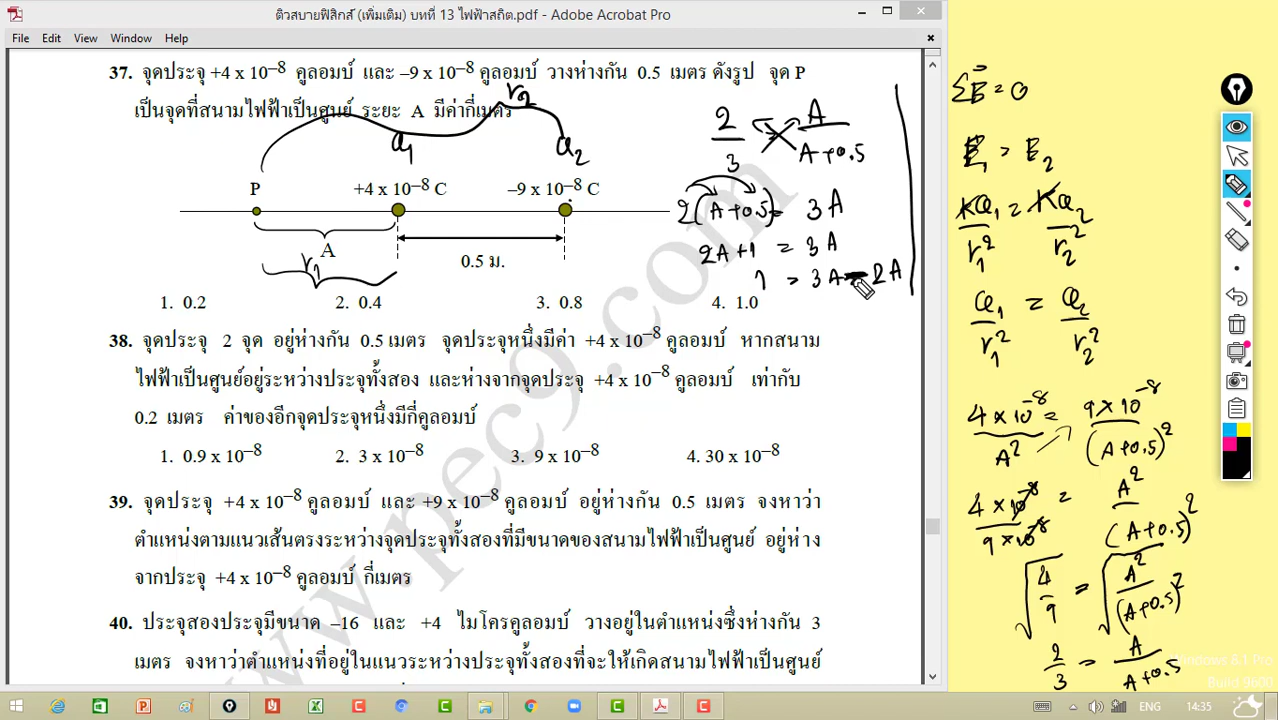 ติวสบายฟิสิกส์ (เพิ่มเติม) บทที่ 13 ไฟฟ้าสถิต.pdf - Adobe Acrobat Pro
File Edit View Window Help
37. จุดประจุ +4 x 10⁻⁸ คูลอมบ์ และ –9 x 10⁻⁸ คูลอมบ์ วางห่างกัน 0.5 เมตร ดังรูป จุด P
เป็นจุดที่สนามไฟฟ้าเป็นศูนย์ ระยะ A มีค่ากี่เมตร
r₂
Q₁ Q₂
P +4 x 10⁻⁸ C –9 x 10⁻⁸ C
A
0.5 ม.
r₁
1. 0.2 2. 0.4 3. 0.8 4. 1.0
2/3 = A/(A+0.5)
2(A+0.5) = 3A
2A+1 = 3A
1 = 3A-2A
38. จุดประจุ 2 จุด อยู่ห่างกัน 0.5 เมตร จุดประจุหนึ่งมีค่า +4 x 10⁻⁸ คูลอมบ์ หากสนาม
ไฟฟ้าเป็นศูนย์อยู่ระหว่างประจุทั้งสอง และห่างจากจุดประจุ +4 x 10⁻⁸ คูลอมบ์ เท่ากับ
0.2 เมตร ค่าของอีกจุดประจุหนึ่งมีกี่คูลอมบ์
1. 0.9 x 10⁻⁸ 2. 3 x 10⁻⁸ 3. 9 x 10⁻⁸ 4. 30 x 10⁻⁸
39. จุดประจุ +4 x 10⁻⁸ คูลอมบ์ และ +9 x 10⁻⁸ คูลอมบ์ อยู่ห่างกัน 0.5 เมตร จงหาว่า
ตำแหน่งตามแนวเส้นตรงระหว่างจุดประจุทั้งสองที่มีขนาดของสนามไฟฟ้าเป็นศูนย์ อยู่ห่าง
จากประจุ +4 x 10⁻⁸ คูลอมบ์ กี่เมตร
40. ประจุสองประจุมีขนาด –16 และ +4 ไมโครคูลอมบ์ วางอยู่ในตำแหน่งซึ่งห่างกัน 3
เมตร จงหาว่าตำแหน่งที่อยู่ในแนวระหว่างประจุทั้งสองที่จะให้เกิดสนามไฟฟ้าเป็นศูนย์
www.pec9.com
ΣE = 0
E₁ = E₂
KQ₁/r₁² = KQ₂/r₂²
Q₁/r₁² = Q₂/r₂²
4×10⁻⁸/A² = 9×10⁻⁸/(A+0.5)²
4×10⁻⁸/9×10⁻⁸ = A²/(A+0.5)²
√(4/9) = √(A²/(A+0.5)²)
2/3 = A/(A+0.5)
Windows 8.1 Pro
Build 9600
ENG 14:35